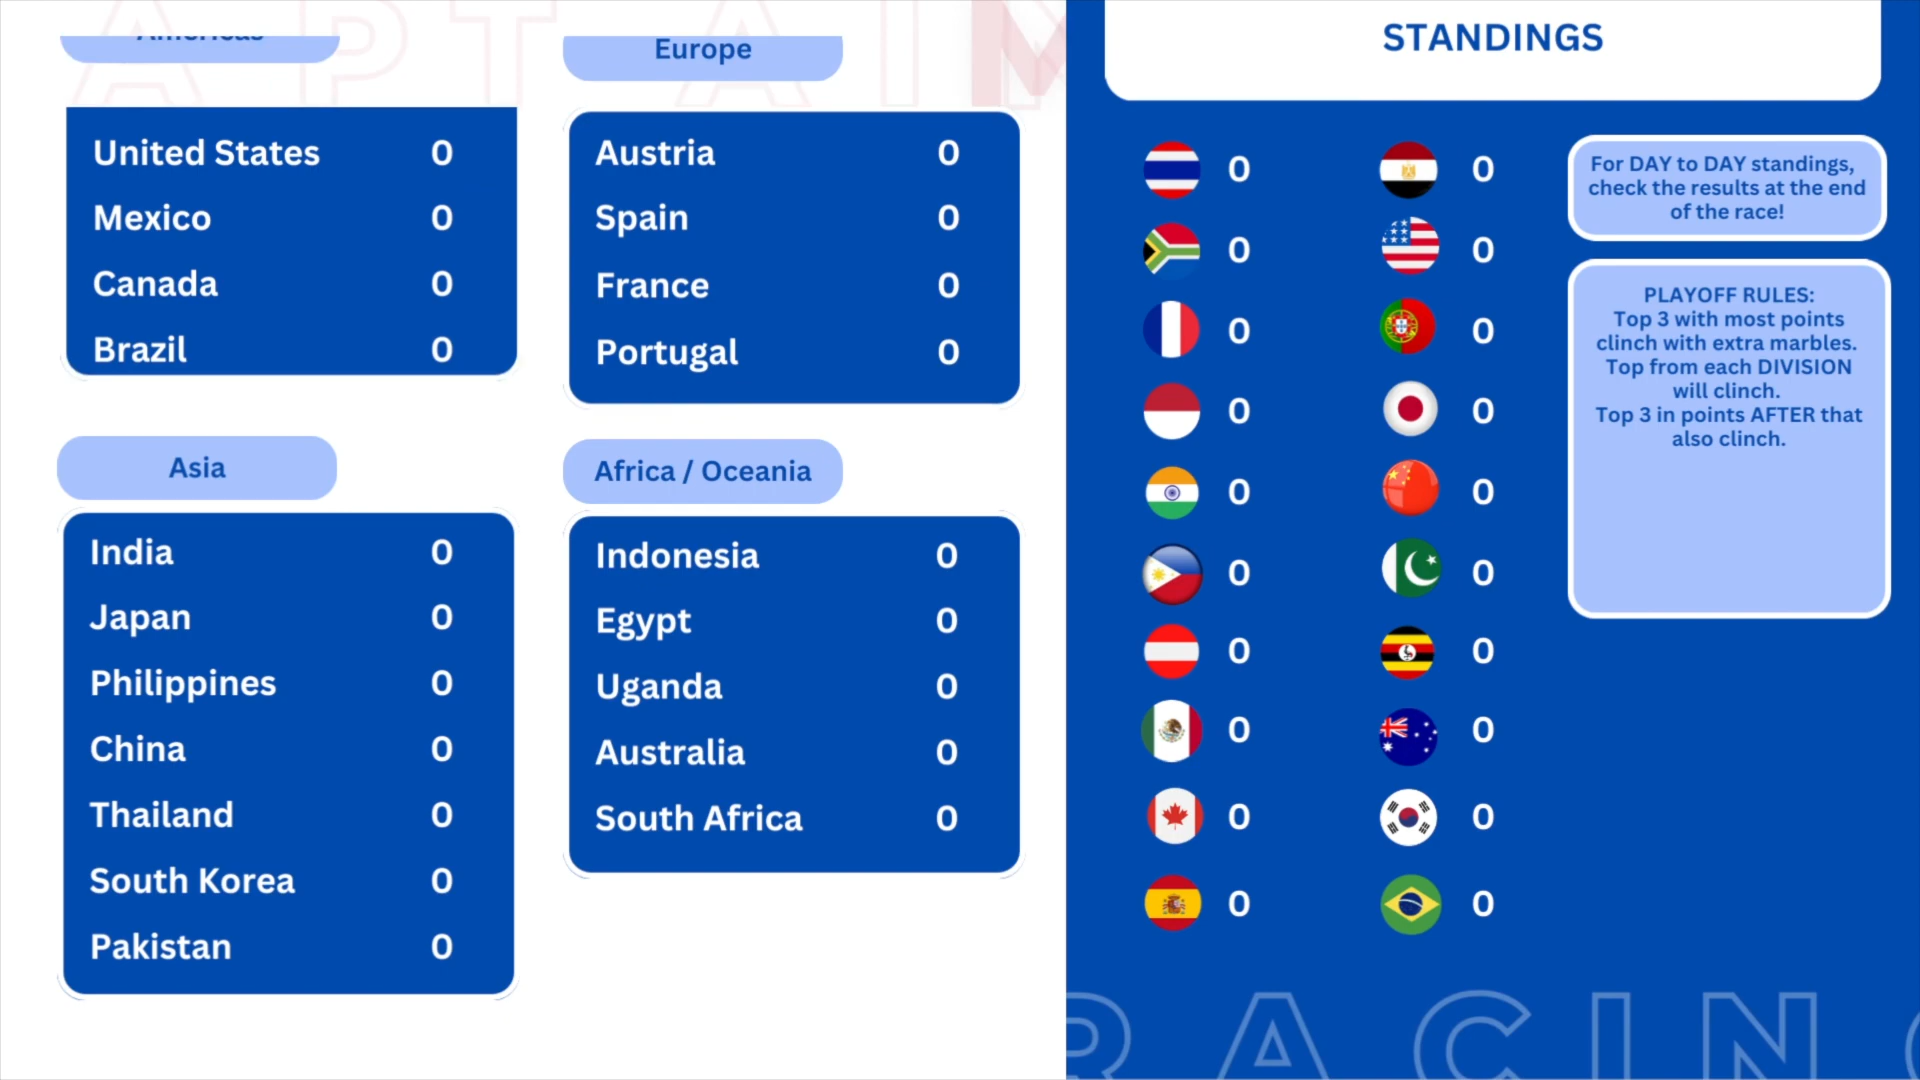 APT AIM
Americas
United States 0
Mexico 0
Canada 0
Brazil 0
Europe
Austria 0
Spain 0
France 0
Portugal 0
Asia
India 0
Japan 0
Philippines 0
China 0
Thailand 0
South Korea 0
Pakistan 0
Africa / Oceania
Indonesia 0
Egypt 0
Uganda 0
Australia 0
South Africa 0
STANDINGS
0 0
0 0
0 0
0 0
0 0
0 0
0 0
0 0
0 0
0 0
For DAY to DAY standings,
check the results at the end
of the race!
PLAYOFF RULES:
Top 3 with most points
clinch with extra marbles.
Top from each DIVISION
will clinch.
Top 3 in points AFTER that
also clinch.
RACING